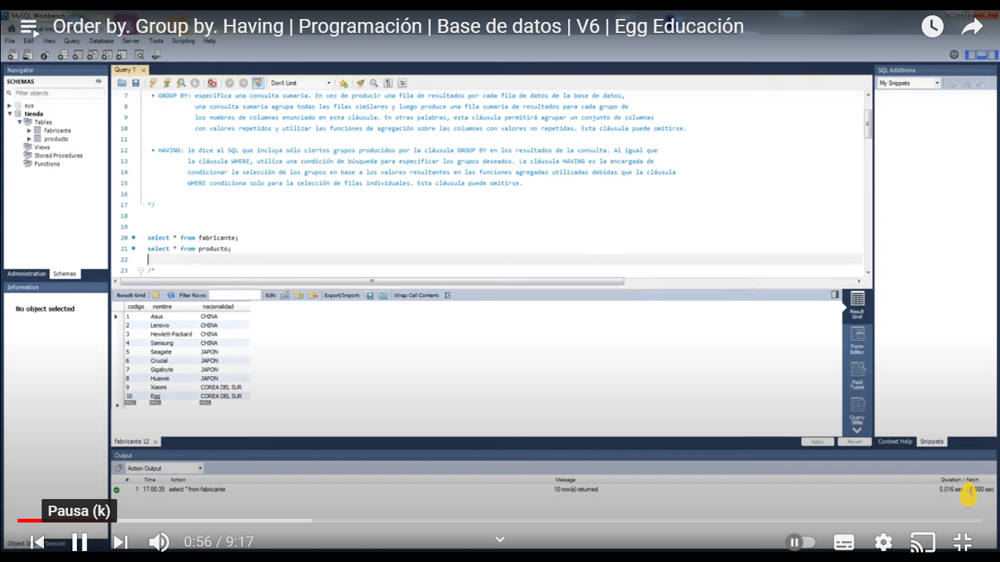 MySQL Workbench
Order by. Group by. Having | Programación | Base de datos | V6 | Egg Educación
File Edit View Query Database Server Tools Scripting Help
Navigator
SCHEMAS
Filter objects
sys
tienda
Tables
fabricante
producto
Views
Stored Procedures
Functions
Administration Schemas
Information
No object selected
Query 1
Don't Limit
7 • GROUP BY: especifica una consulta sumaria. En vez de producir una fila de resultados por cada fila de datos de la base de datos,
8 una consulta sumaria agrupa todas las filas similares y luego produce una fila sumaria de resultados para cada grupo de
9 los nombres de columnas enunciado en esta cláusula. En otras palabras, esta cláusula permitirá agrupar un conjunto de columnas
10 con valores repetidos y utilizar las funciones de agregación sobre las columnas con valores no repetidas. Esta cláusula puede omitirse.
11
12 • HAVING: le dice al SQL que incluya sólo ciertos grupos producidos por la cláusula GROUP BY en los resultados de la consulta. Al igual que
13 la cláusula WHERE, utiliza una condición de búsqueda para especificar los grupos deseados. La cláusula HAVING es la encargada de
14 condicionar la selección de los grupos en base a los valores resultantes en las funciones agregadas utilizadas debidas que la cláusula
15 WHERE condiciona solo para la selección de filas individuales. Esta cláusula puede omitirse.
16
17 */
18
19
20 select * from fabricante;
21 select * from producto;
22
23 /*
Result Grid Filter Rows: Edit: Export/Import: Wrap Cell Content:
codigo nombre nacionalidad
1 Asus CHINA
2 Lenovo CHINA
3 Hewlett-Packard CHINA
4 Samsung CHINA
5 Seagate JAPON
6 Crucial JAPON
7 Gigabyte JAPON
8 Huawei JAPON
9 Xiaomi COREA DEL SUR
10 Egg COREA DEL SUR
NULL NULL NULL
Result Grid
Form Editor
Field Types
Query Stats
fabricante 12
Apply Revert
SQL Additions
My Snippets
Context Help Snippets
Output
Action Output
# Time Action Message Duration / Fetch
1 17:00:35 select * from fabricante 10 row(s) returned 0.016 sec
Pausa (k)
0:56 / 9:17
Session